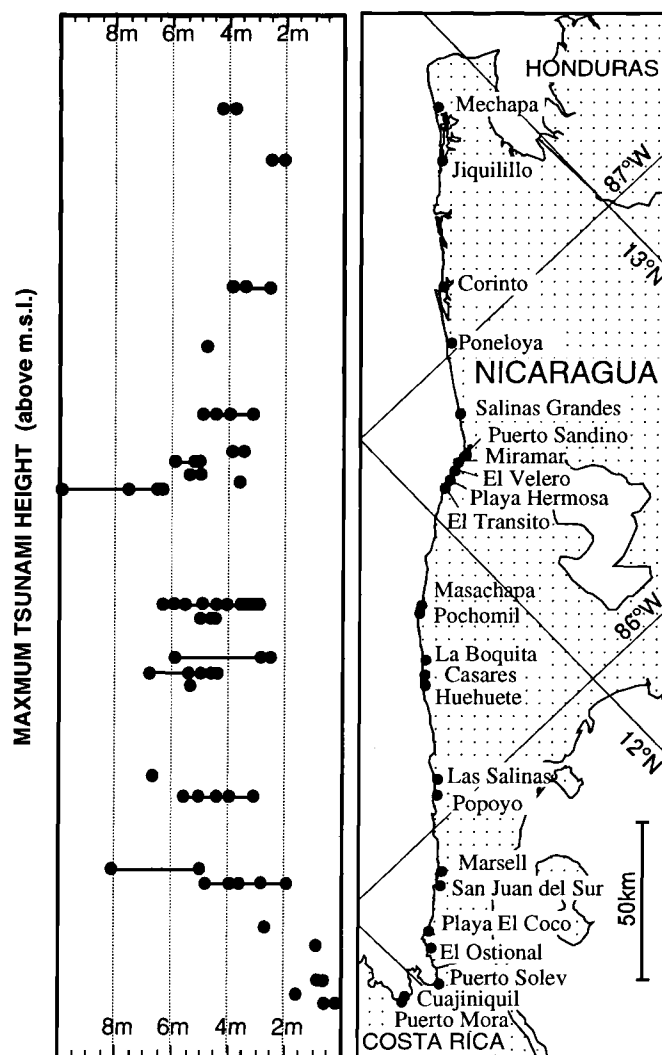 8m 6m 4m 2m
MAXMUM TSUNAMI HEIGHT (above m.s.l.)
8m 6m 4m 2m
HONDURAS
Mechapa
87°W
Jiquilillo
13°N
Corinto
Poneloya
NICARAGUA
Salinas Grandes
Puerto Sandino
Miramar
El Velero
Playa Hermosa
El Transito
Masachapa
Pochomil
86°W
La Boquita
Casares
Huehuete
12°N
Las Salinas
Popoyo
Marsell
San Juan del Sur
50km
Playa El Coco
El Ostional
Puerto Solev
Cuajiniquil
Puerto Mora
COSTA RÍCA